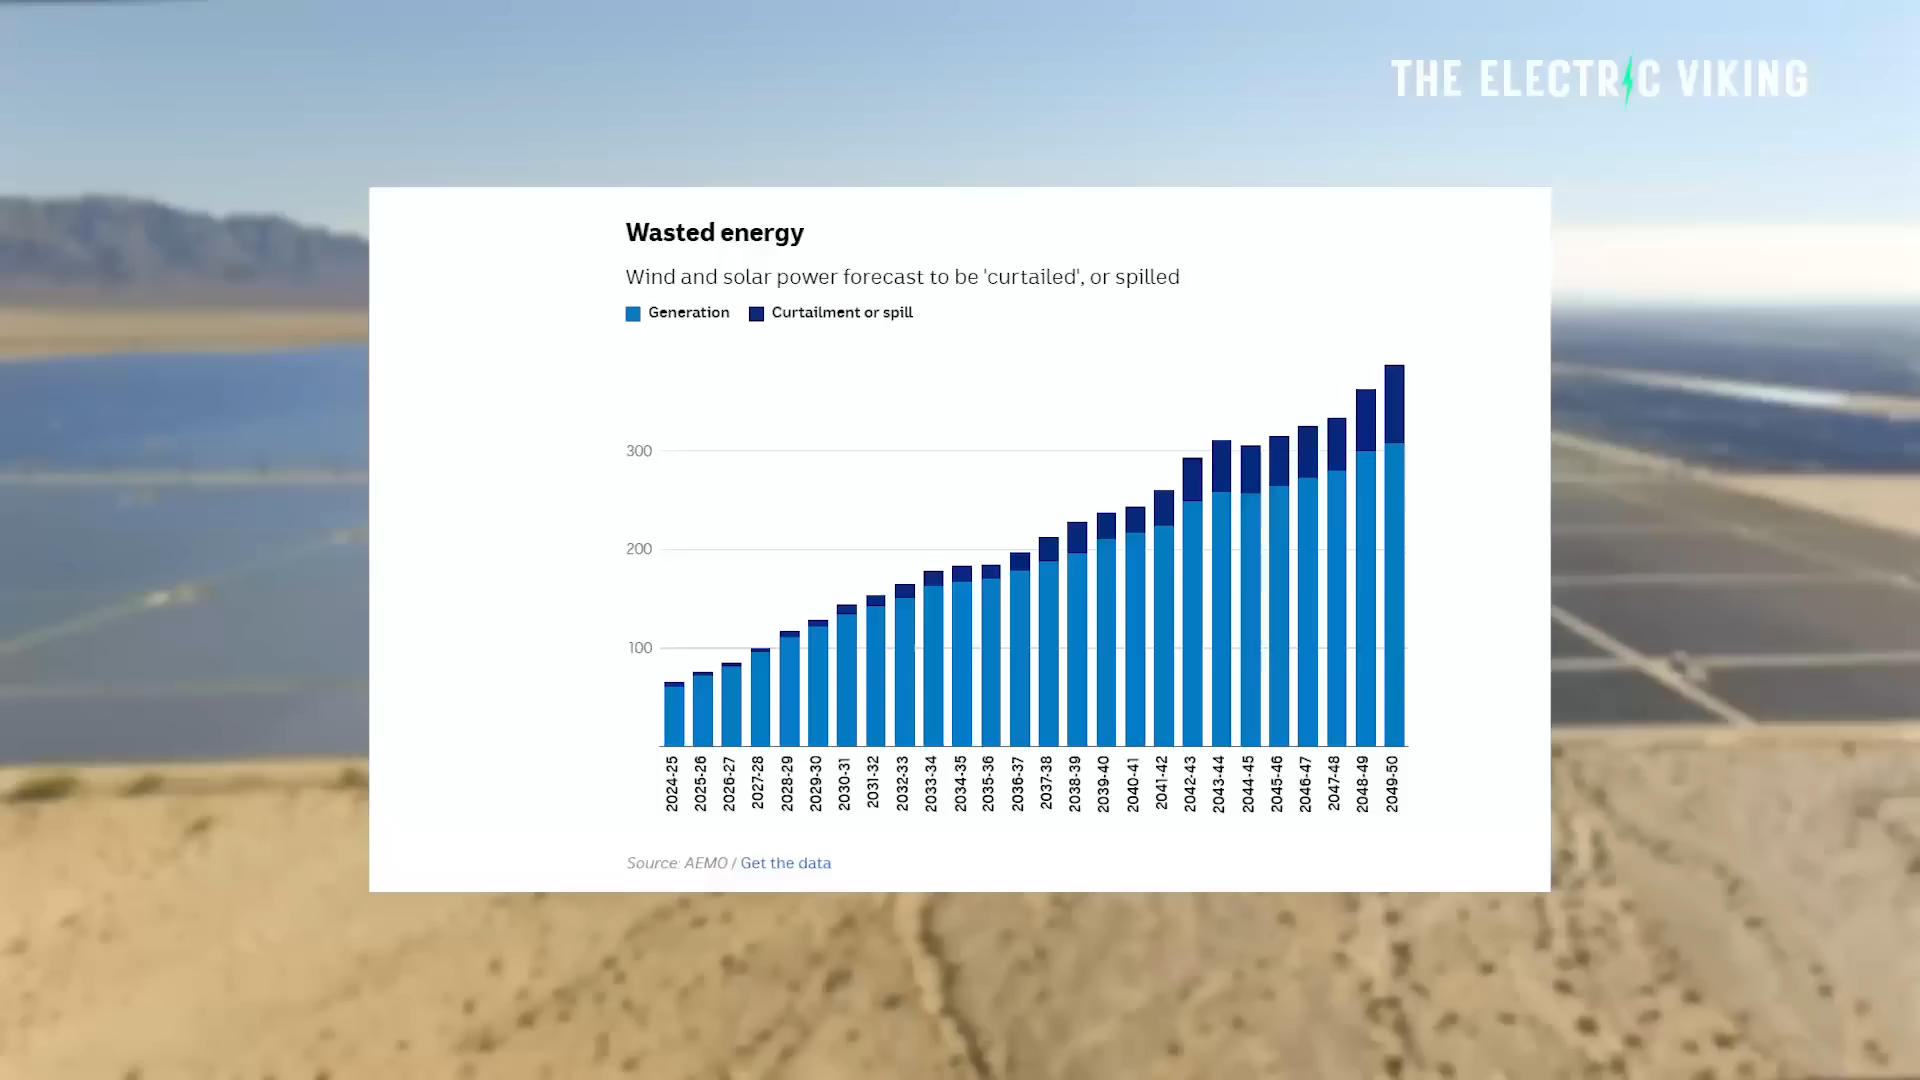 THE ELECTRIC VIKING
Wasted energy
Wind and solar power forecast to be 'curtailed', or spilled
Generation Curtailment or spill
300
200
100
2024-25 2025-26 2026-27 2027-28 2028-29 2029-30 2030-31 2031-32 2032-33 2033-34 2034-35 2035-36 2036-37 2037-38 2038-39 2039-40 2040-41 2041-42 2042-43 2043-44 2044-45 2045-46 2046-47 2047-48 2048-49 2049-50
Source: AEMO / Get the data